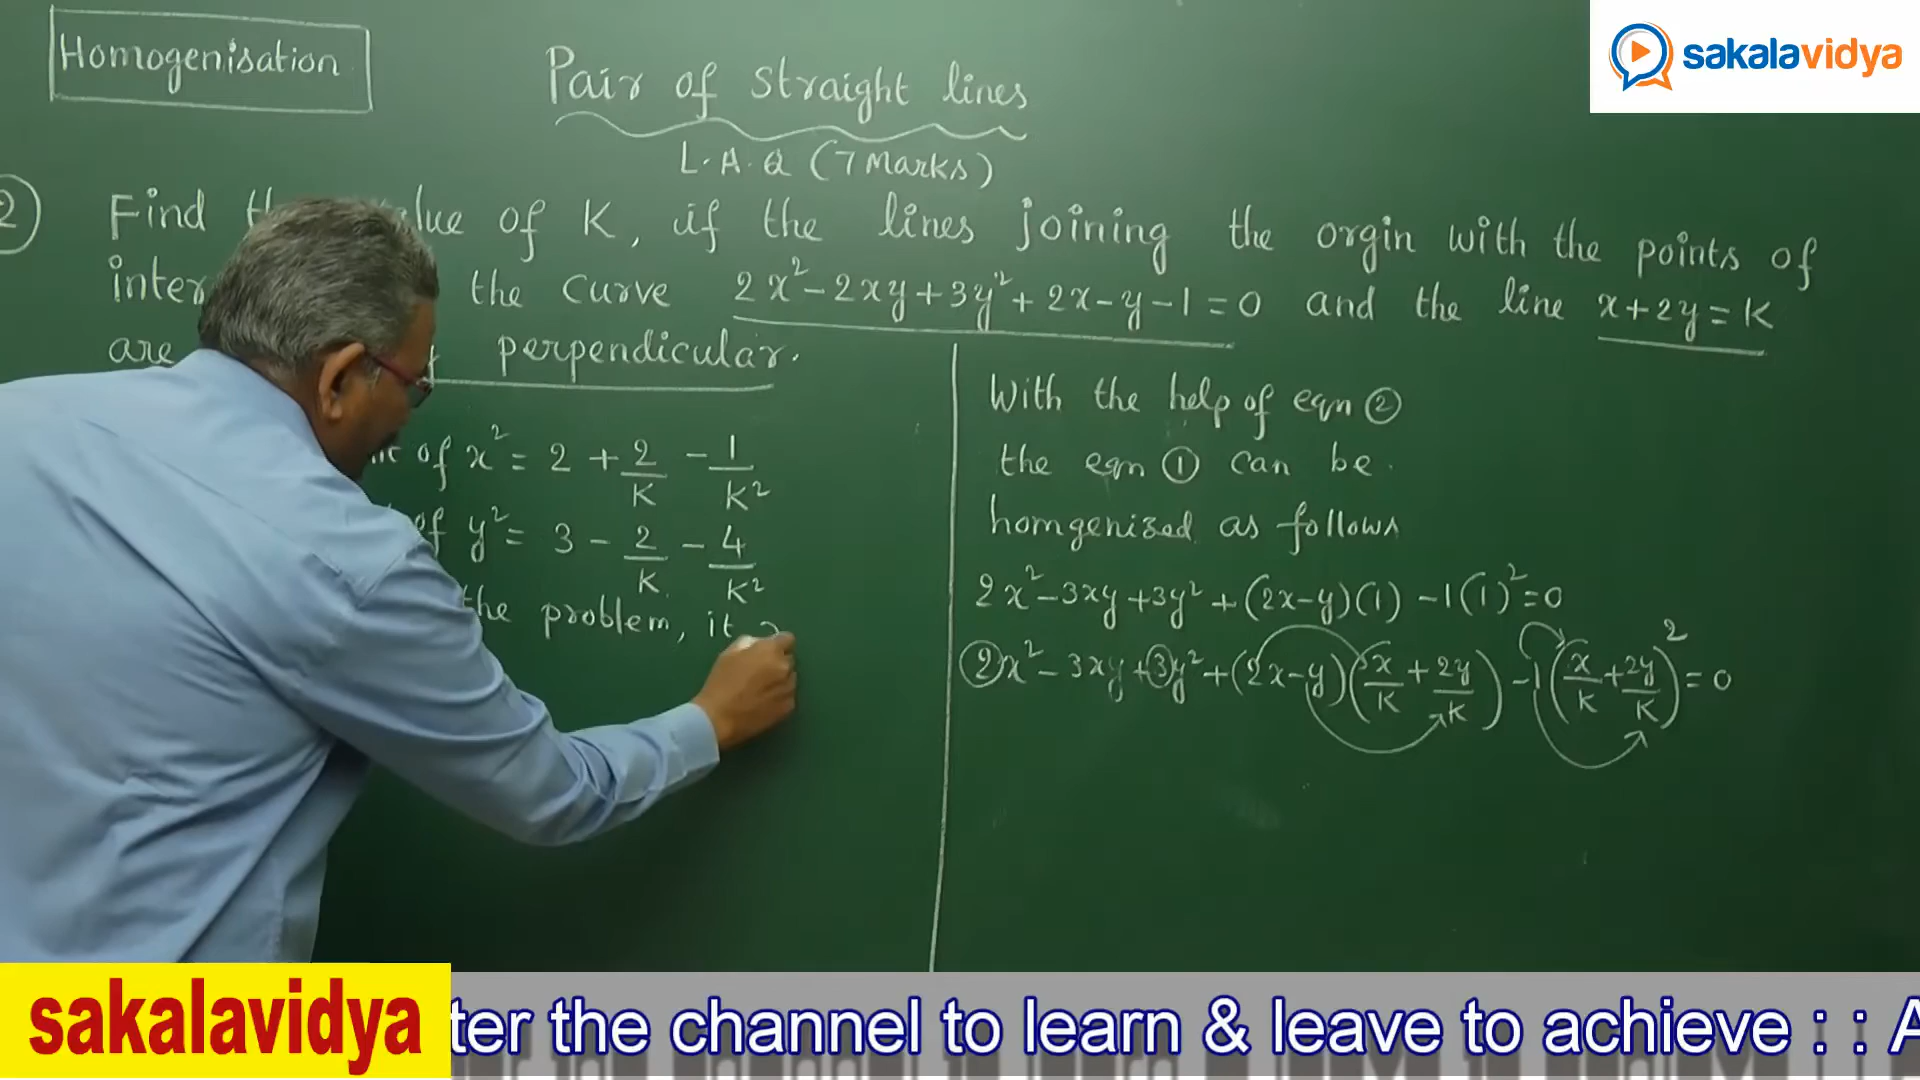 Homogenisation
sakalavidya
Pair of straight lines
L.A.Q (7 Marks)
2 Find value of K, if the lines joining the orgin with the points of
the curve 2x²-2xy+3y²+2x-y-1=0 and the line x+2y=K
are perpendicular.
of x² = 2 + 2/K - 1/K²
of y² = 3 - 2/K - 4/K²
the problem, it
With the help of eqn ②
the eqn ① can be.
homgenised as follows
2x²-3xy+3y²+(2x-y)(1)-1(1)²=0
②x²-3xy+③y²+(2x-y)(x/K+2y/K)-1(x/K+2y/K)²=0
sakalavidya
ter the channel to learn & leave to achieve : : A